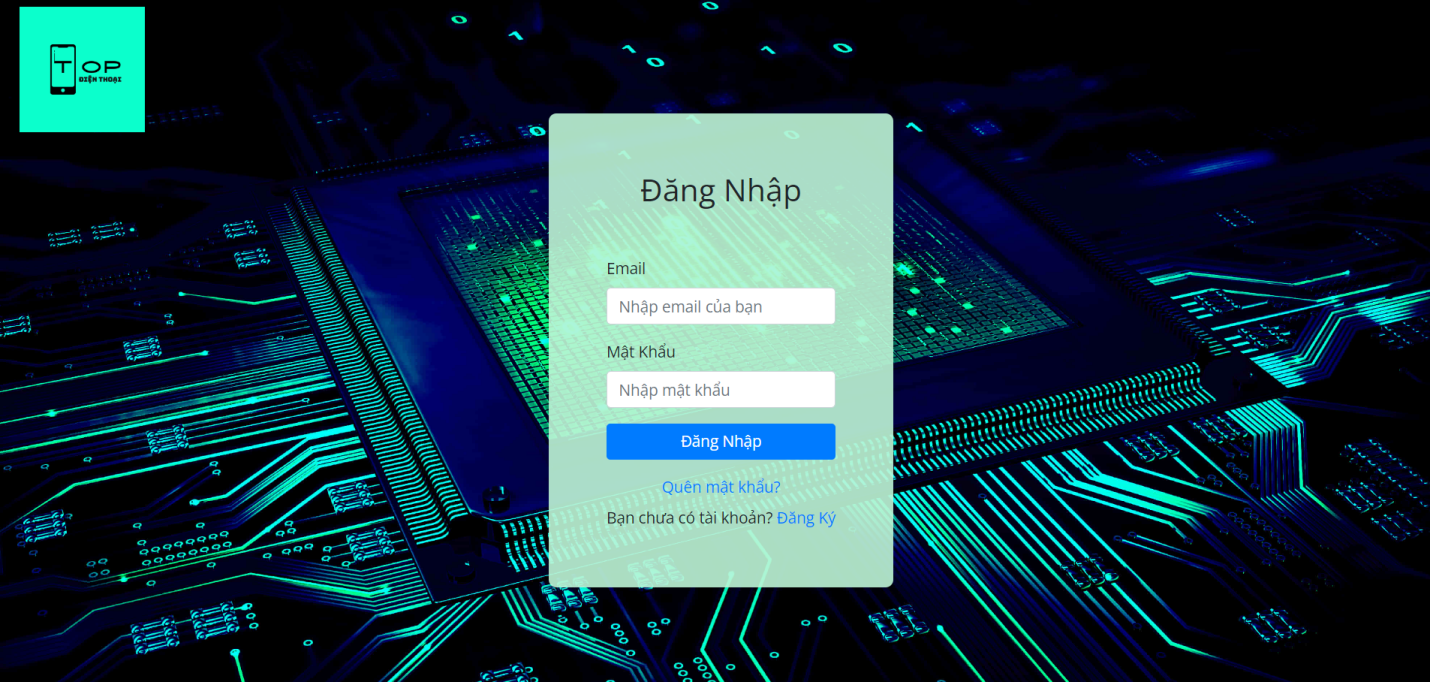 TOP
ĐIỆN THOẠI
Đăng Nhập
Email
Nhập email của bạn
Mật Khẩu
Nhập mật khẩu
Đăng Nhập
Quên mật khẩu?
Bạn chưa có tài khoản? Đăng Ký